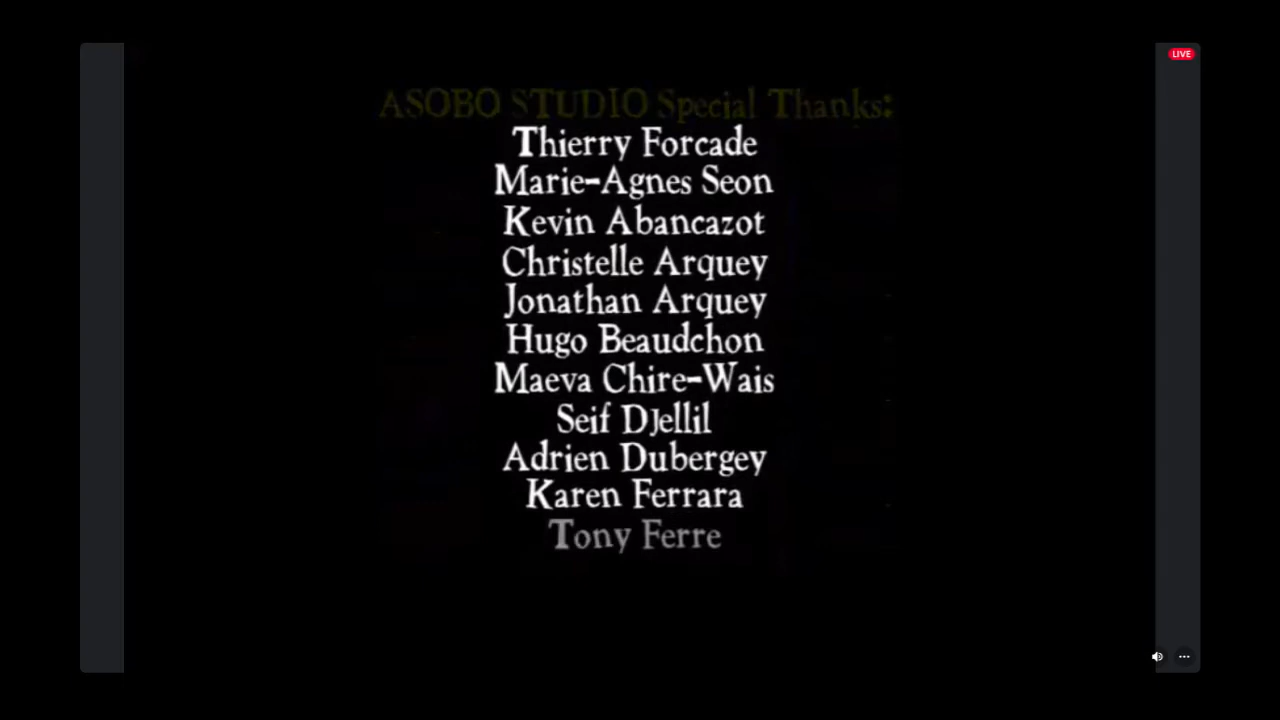 LIVE
ASOBO STUDIO Special Thanks:
Thierry Forcade
Marie-Agnes Seon
Kevin Abancazot
Christelle Arquey
Jonathan Arquey
Hugo Beaudchon
Maeva Chire-Wais
Seif DJellil
Adrien Dubergey
Karen Ferrara
Tony Ferre